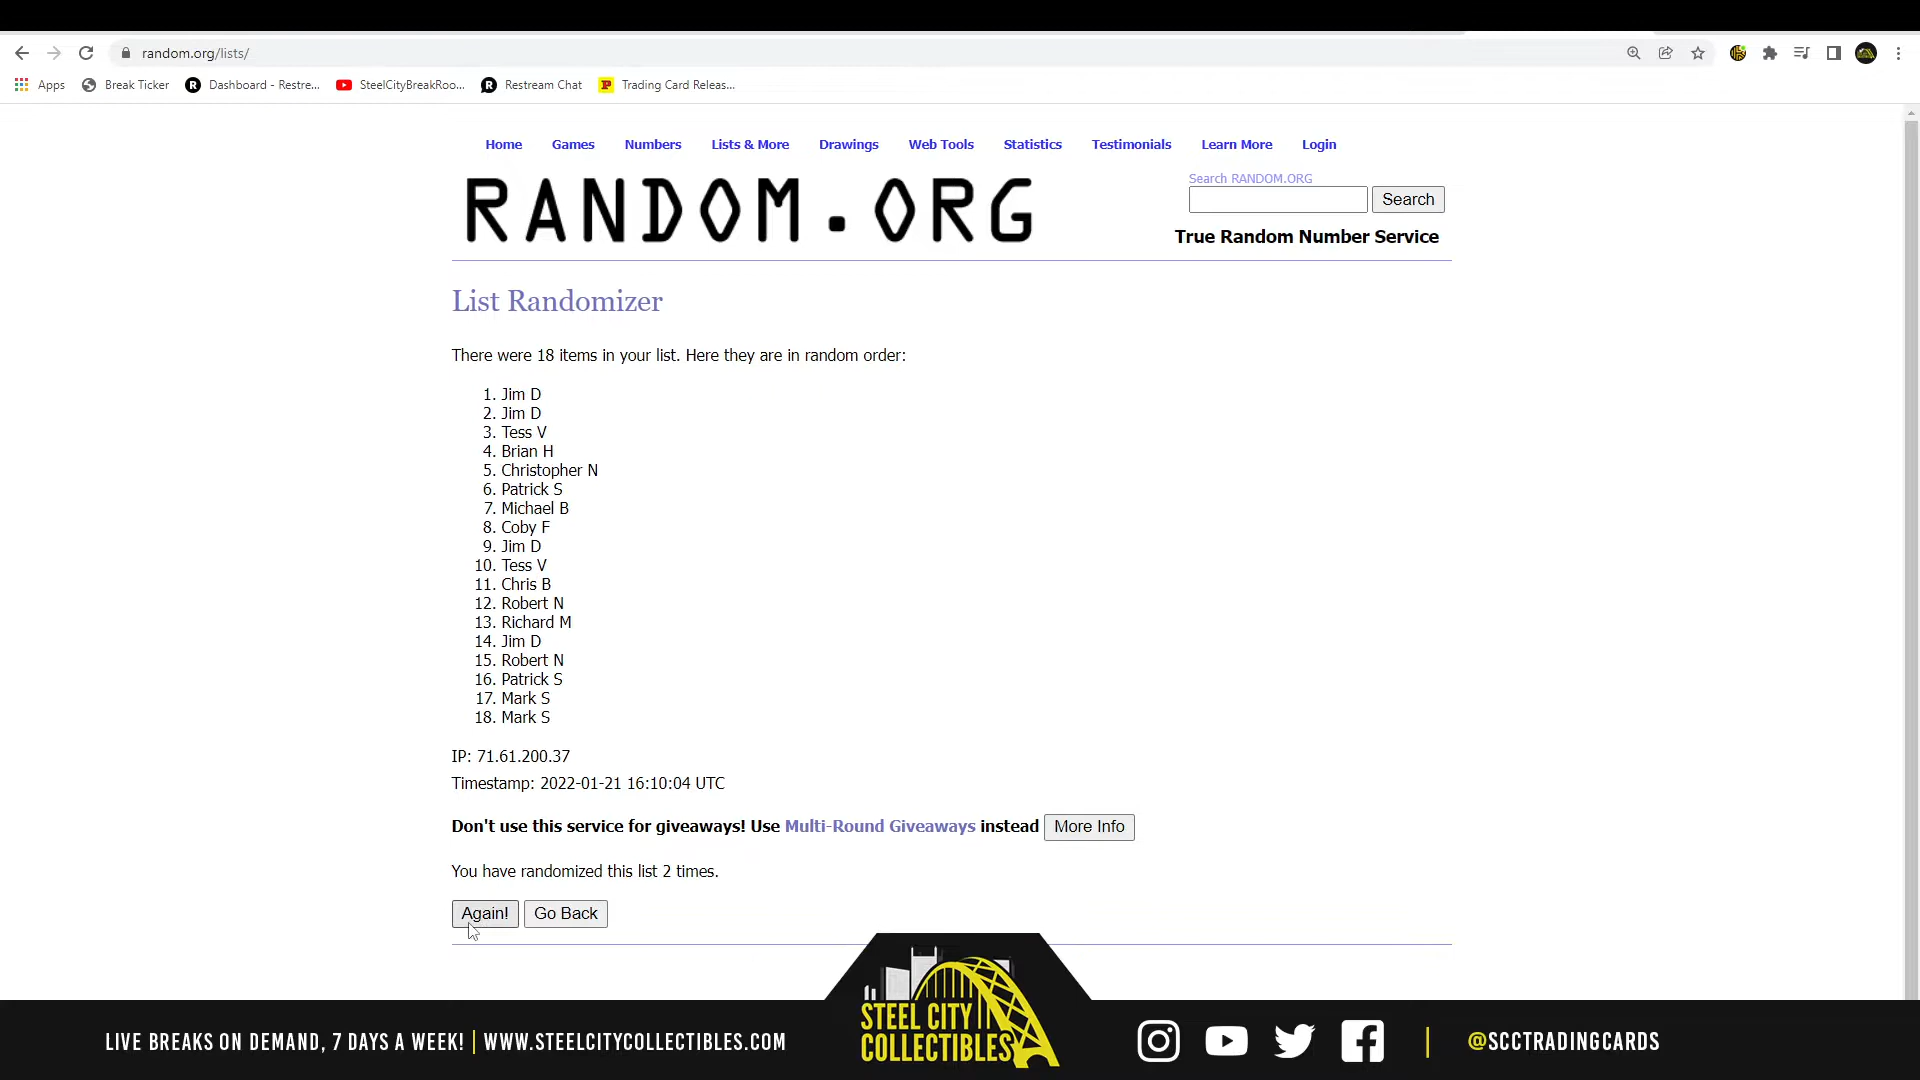 random.org/lists/
Apps Break Ticker Dashboard - Restre... SteelCityBreakRoo... Restream Chat Trading Card Releas...
Home Games Numbers Lists & More Drawings Web Tools Statistics Testimonials Learn More Login
RANDOM.ORG
Search RANDOM.ORG
Search
True Random Number Service
List Randomizer
There were 18 items in your list. Here they are in random order:
1. Jim D
2. Jim D
3. Tess V
4. Brian H
5. Christopher N
6. Patrick S
7. Michael B
8. Coby F
9. Jim D
10. Tess V
11. Chris B
12. Robert N
13. Richard M
14. Jim D
15. Robert N
16. Patrick S
17. Mark S
18. Mark S
IP: 71.61.200.37
Timestamp: 2022-01-21 16:10:04 UTC
Don't use this service for giveaways! Use Multi-Round Giveaways instead More Info
You have randomized this list 2 times.
Again! Go Back
LIVE BREAKS ON DEMAND, 7 DAYS A WEEK! | WWW.STEELCITYCOLLECTIBLES.COM
STEEL CITY
COLLECTIBLES
| @SCCTRADINGCARDS